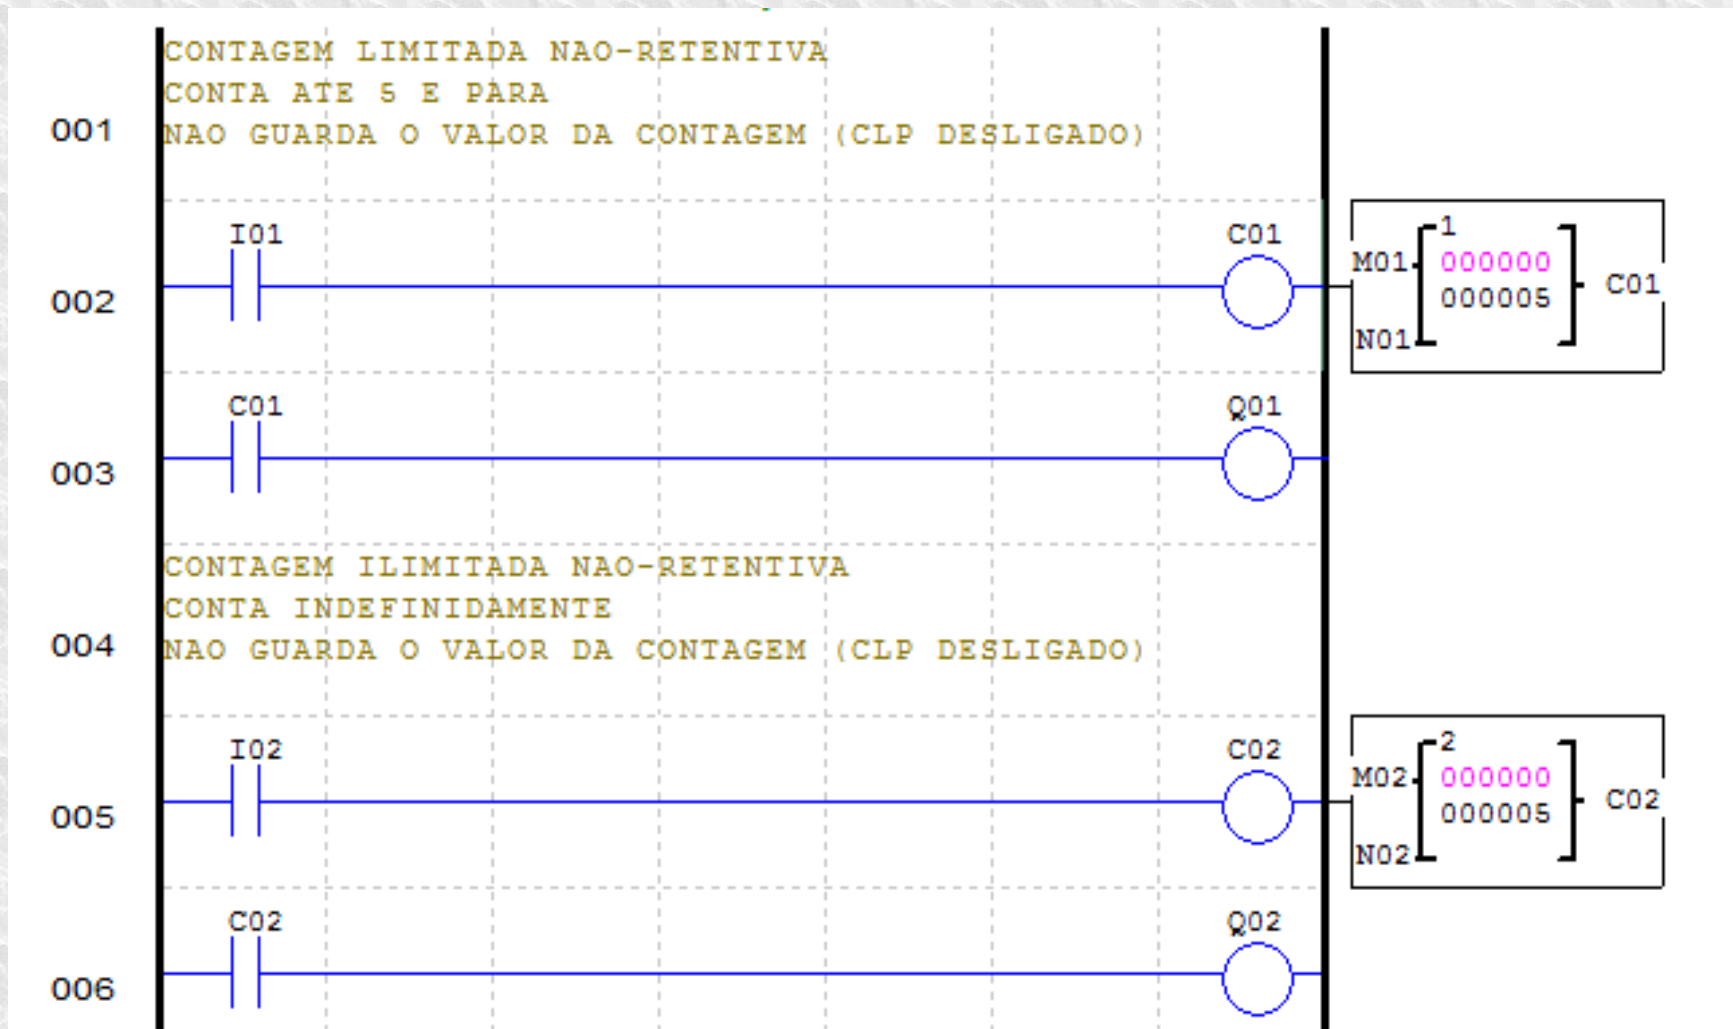 CONTAGEM LIMITADA NAO-RETENTIVA
CONTA ATE 5 E PARA
001
NAO GUARDA O VALOR DA CONTAGEM (CLP DESLIGADO)
I01
C01
002
M01
1
000000
000005
N01
C01
C01
Q01
003
CONTAGEM ILIMITADA NAO-RETENTIVA
CONTA INDEFINIDAMENTE
004
NAO GUARDA O VALOR DA CONTAGEM (CLP DESLIGADO)
I02
C02
005
M02
2
000000
000005
N02
C02
C02
Q02
006